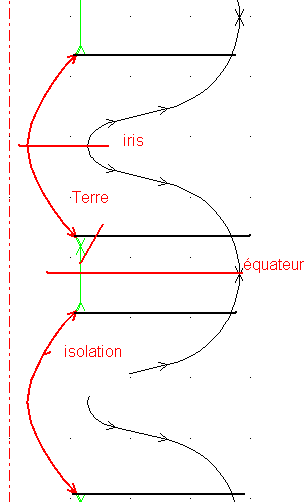 iris
Terre
équateur
isolation